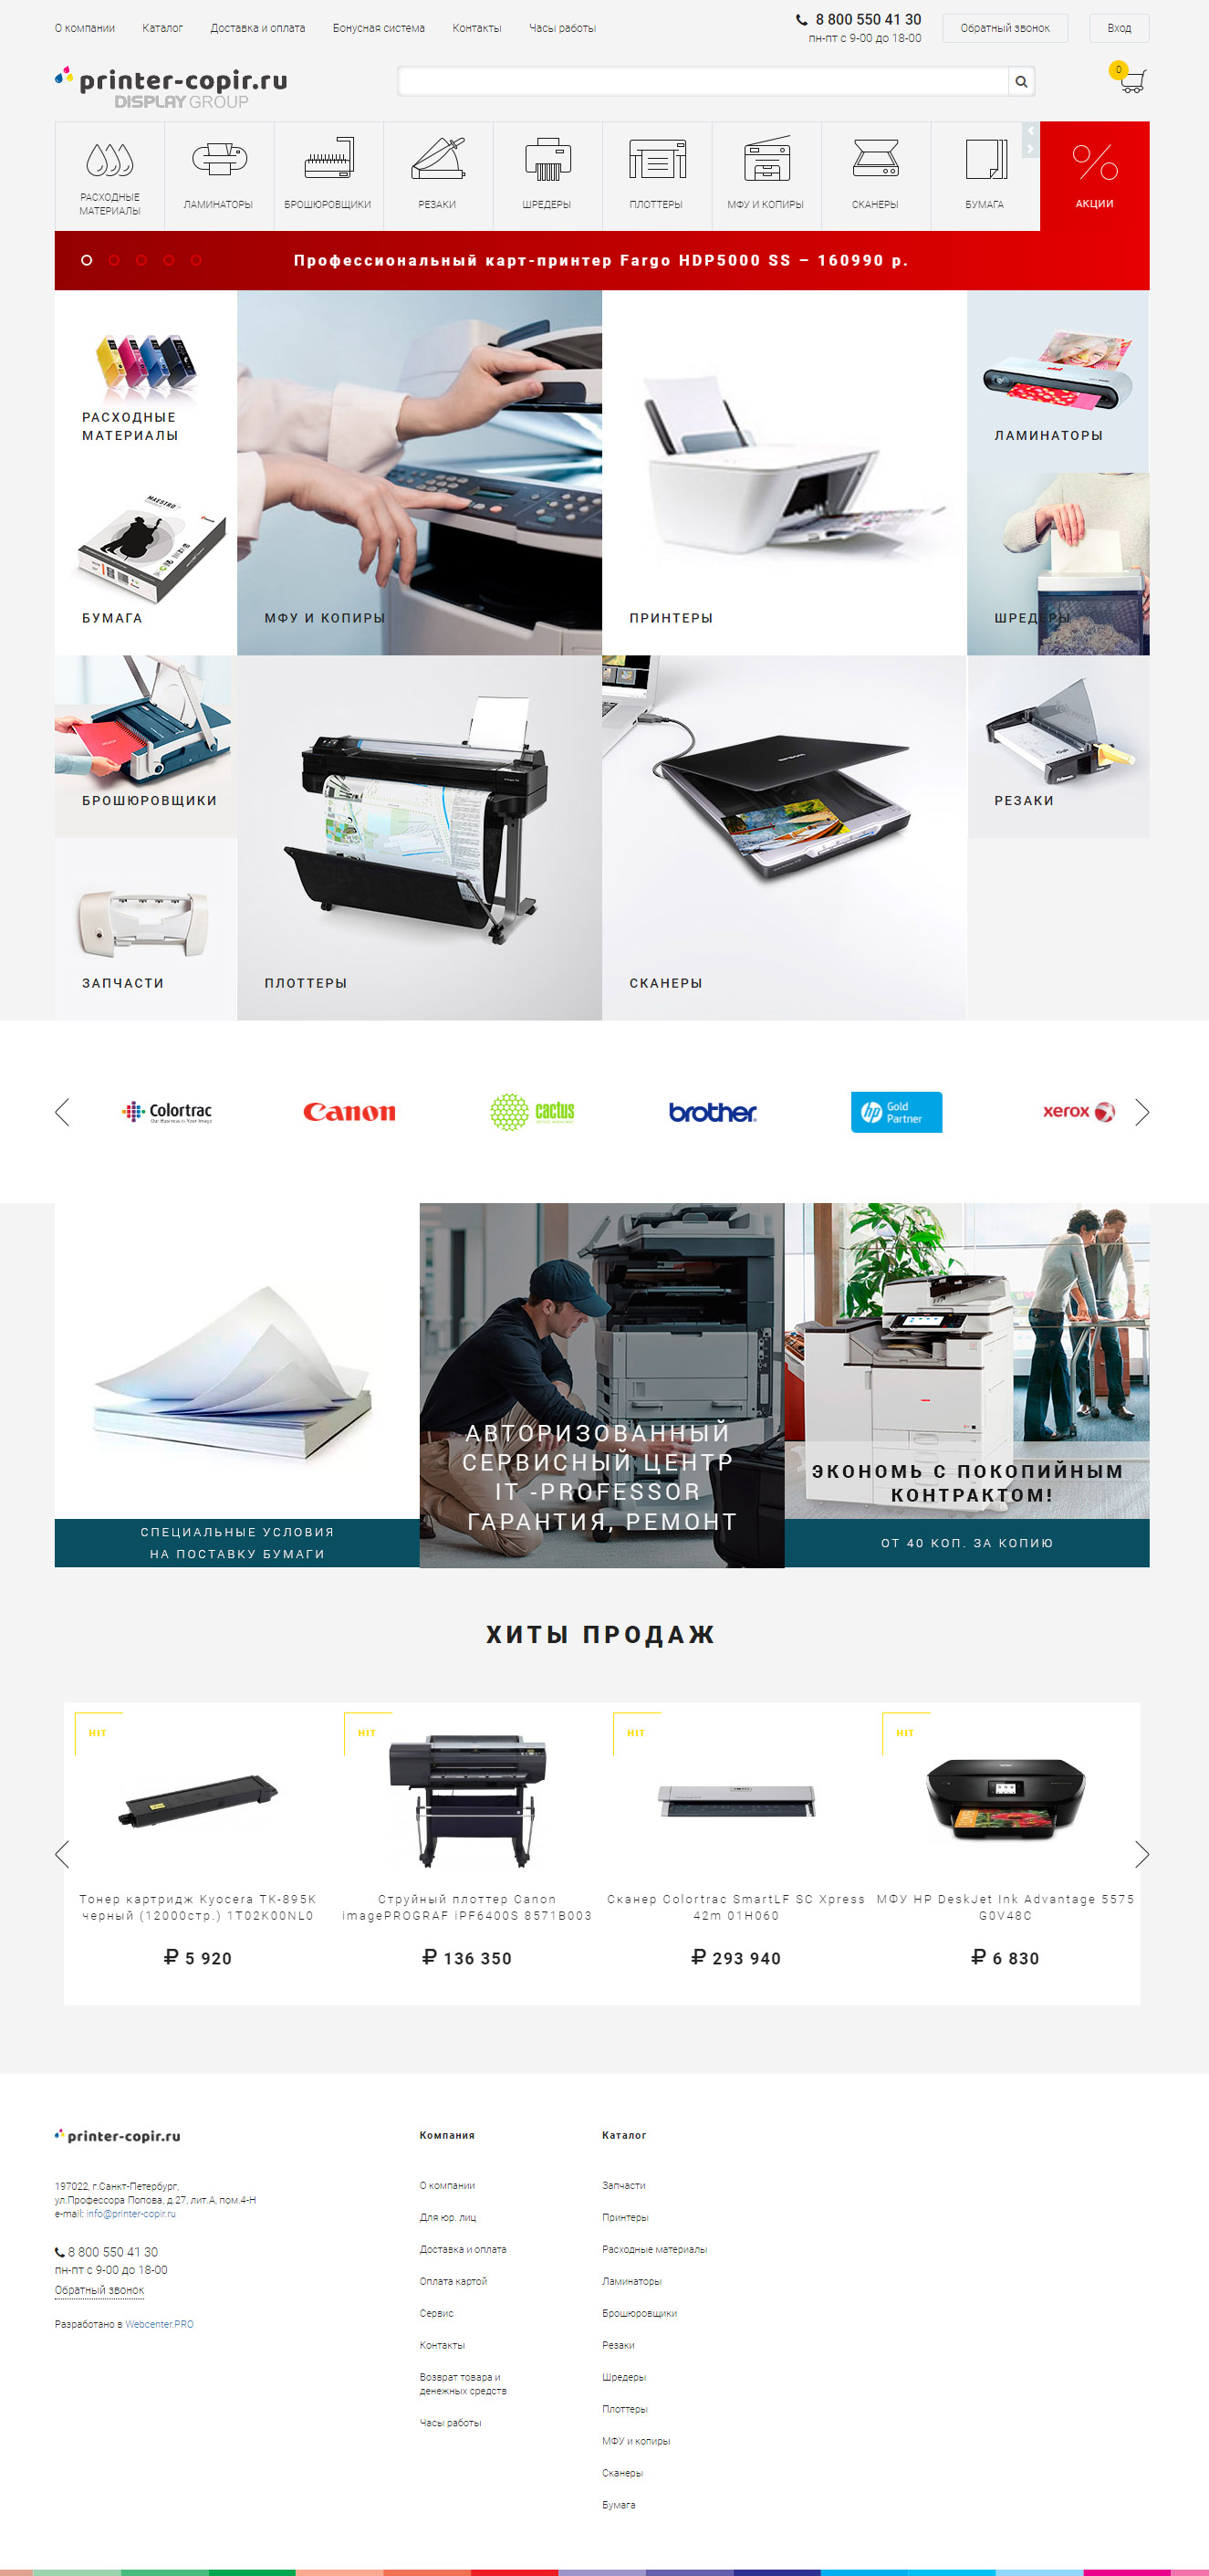 О компании Каталог Доставка и оплата Бонусная система Контакты Часы работы
8 800 550 41 30
пн-пт с 9-00 до 18-00
Обратный звонок
Вход
printer-copir.ru
DISPLAY GROUP
0
РАСХОДНЫЕ
МАТЕРИАЛЫ
ЛАМИНАТОРЫ
БРОШЮРОВЩИКИ
РЕЗАКИ
ШРЕДЕРЫ
ПЛОТТЕРЫ
МФУ И КОПИРЫ
СКАНЕРЫ
БУМАГА
АКЦИИ
Профессиональный карт-принтер Fargo HDP5000 SS – 160990 р.
РАСХОДНЫЕ
МАТЕРИАЛЫ
ЛАМИНАТОРЫ
MAESTRO
БУМАГА
МФУ И КОПИРЫ
ПРИНТЕРЫ
ШРЕДЕРЫ
БРОШЮРОВЩИКИ
РЕЗАКИ
ЗАПЧАСТИ
ПЛОТТЕРЫ
СКАНЕРЫ
Colortrac
Our Business is Your Image
Canon
cactus
brother
hp Gold
Partner
xerox
СПЕЦИАЛЬНЫЕ УСЛОВИЯ
НА ПОСТАВКУ БУМАГИ
АВТОРИЗОВАННЫЙ
СЕРВИСНЫЙ ЦЕНТР
IT -PROFESSOR
ГАРАНТИЯ, РЕМОНТ
ЭКОНОМЬ С ПОКОПИЙНЫМ
КОНТРАКТОМ!
ОТ 40 КОП. ЗА КОПИЮ
ХИТЫ ПРОДАЖ
HIT
HIT
HIT
HIT
Тонер картридж Kyocera TK-895K
черный (12000стр.) 1T02K00NL0
₽ 5 920
Струйный плоттер Canon
imagePROGRAF iPF6400S 8571B003
₽ 136 350
Сканер Colortrac SmartLF SC Xpress
42m 01H060
₽ 293 940
МФУ HP DeskJet Ink Advantage 5575
G0V48C
₽ 6 830
printer-copir.ru
197022, г.Санкт-Петербург,
ул.Профессора Попова, д.27, лит.А, пом.4-Н
e-mail: info@printer-copir.ru
8 800 550 41 30
пн-пт с 9-00 до 18-00
Обратный звонок
Разработано в Webcenter.PRO
Компания
О компании
Для юр. лиц
Доставка и оплата
Оплата картой
Сервис
Контакты
Возврат товара и
денежных средств
Часы работы
Каталог
Запчасти
Принтеры
Расходные материалы
Ламинаторы
Брошюровщики
Резаки
Шредеры
Плоттеры
МФУ и копиры
Сканеры
Бумага